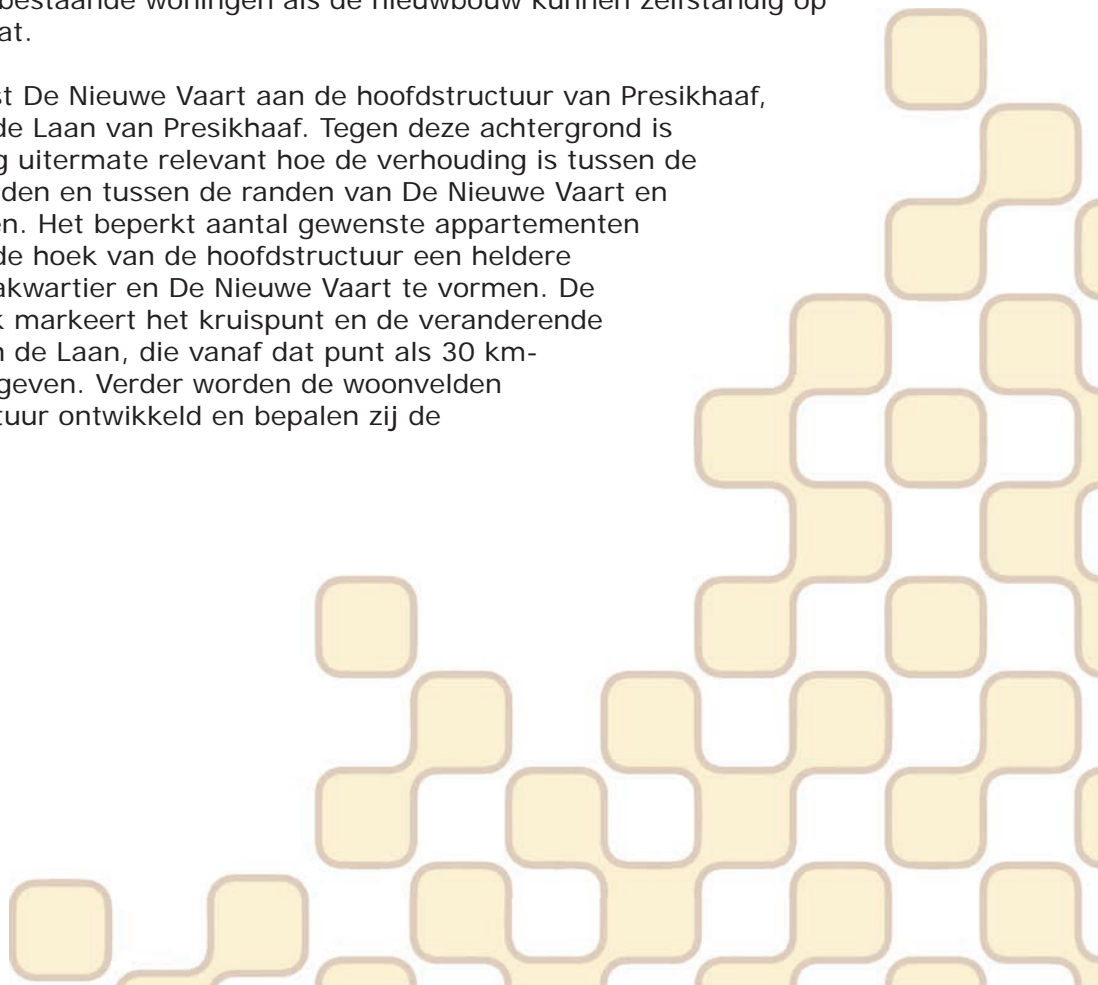 bestaande woningen als de nieuwbouw kunnen zelfstandig op
at.
st De Nieuwe Vaart aan de hoofdstructuur van Presikhaaf,
de Laan van Presikhaaf. Tegen deze achtergrond is
g uitermate relevant hoe de verhouding is tussen de
den en tussen de randen van De Nieuwe Vaart en
en. Het beperkt aantal gewenste appartementen
de hoek van de hoofdstructuur een heldere
akwartier en De Nieuwe Vaart te vormen. De
k markeert het kruispunt en de veranderende
n de Laan, die vanaf dat punt als 30 km-
geven. Verder worden de woonvelden
tuur ontwikkeld en bepalen zij de